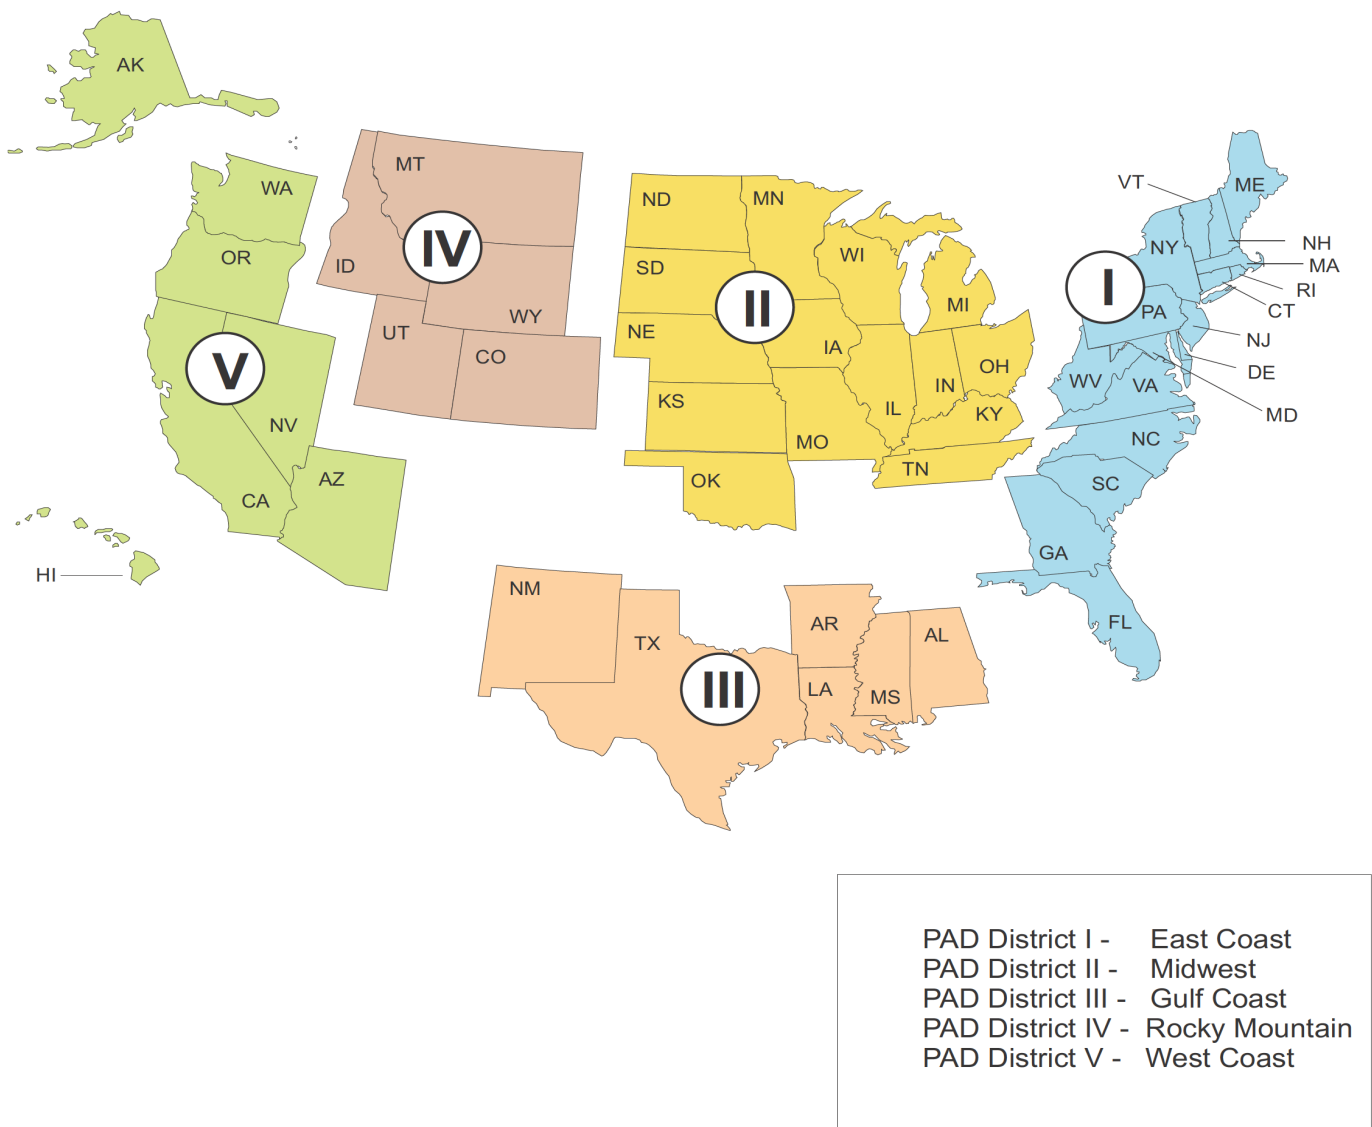 AK
WA
OR
V
NV
CA
AZ
HI
MT
IV
ID
WY
UT
CO
ND
MN
SD
WI
II
MI
NE
IA
OH
IN
KS
IL
KY
MO
TN
OK
VT
ME
NY
NH
MA
I
RI
PA
CT
NJ
DE
WV
VA
MD
NC
SC
GA
FL
NM
TX
AR
AL
III
LA
MS
PAD District I - East Coast
PAD District II - Midwest
PAD District III - Gulf Coast
PAD District IV - Rocky Mountain
PAD District V - West Coast